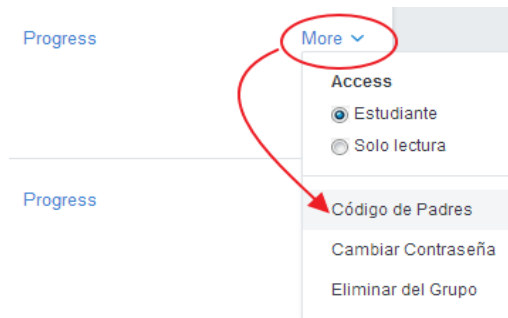 Progress
More
Access
Estudiante
Solo lectura
Progress
Código de Padres
Cambiar Contraseña
Eliminar del Grupo